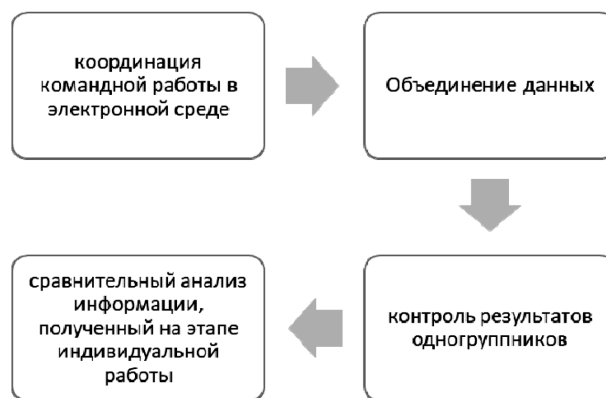 координация
командной работы в
электронной среде
Объединение данных
контроль результатов
одногруппников
сравнительный анализ
информации,
полученный на этапе
индивидуальной
работы